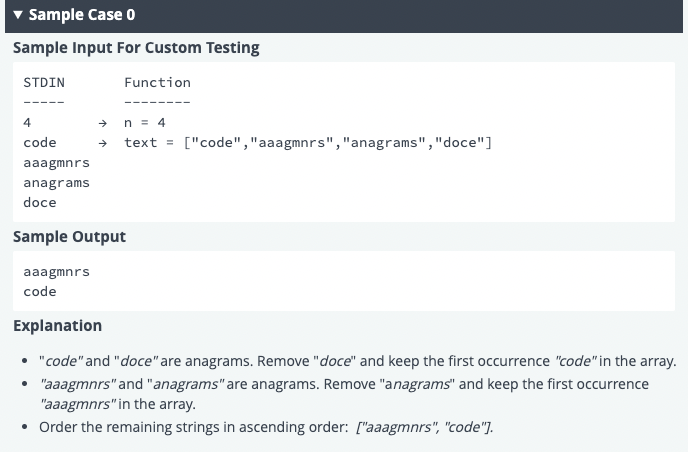 ▼ Sample Case 0
Sample Input For Custom Testing
STDIN Function
----- --------
4 → n = 4
code → text = ["code","aaagmnrs","anagrams","doce"]
aaagmnrs
anagrams
doce
Sample Output
aaagmnrs
code
Explanation
• "code" and "doce" are anagrams. Remove "doce" and keep the first occurrence "code" in the array.
• "aaagmnrs" and "anagrams" are anagrams. Remove "anagrams" and keep the first occurrence
"aaagmnrs" in the array.
• Order the remaining strings in ascending order: ["aaagmnrs", "code"].